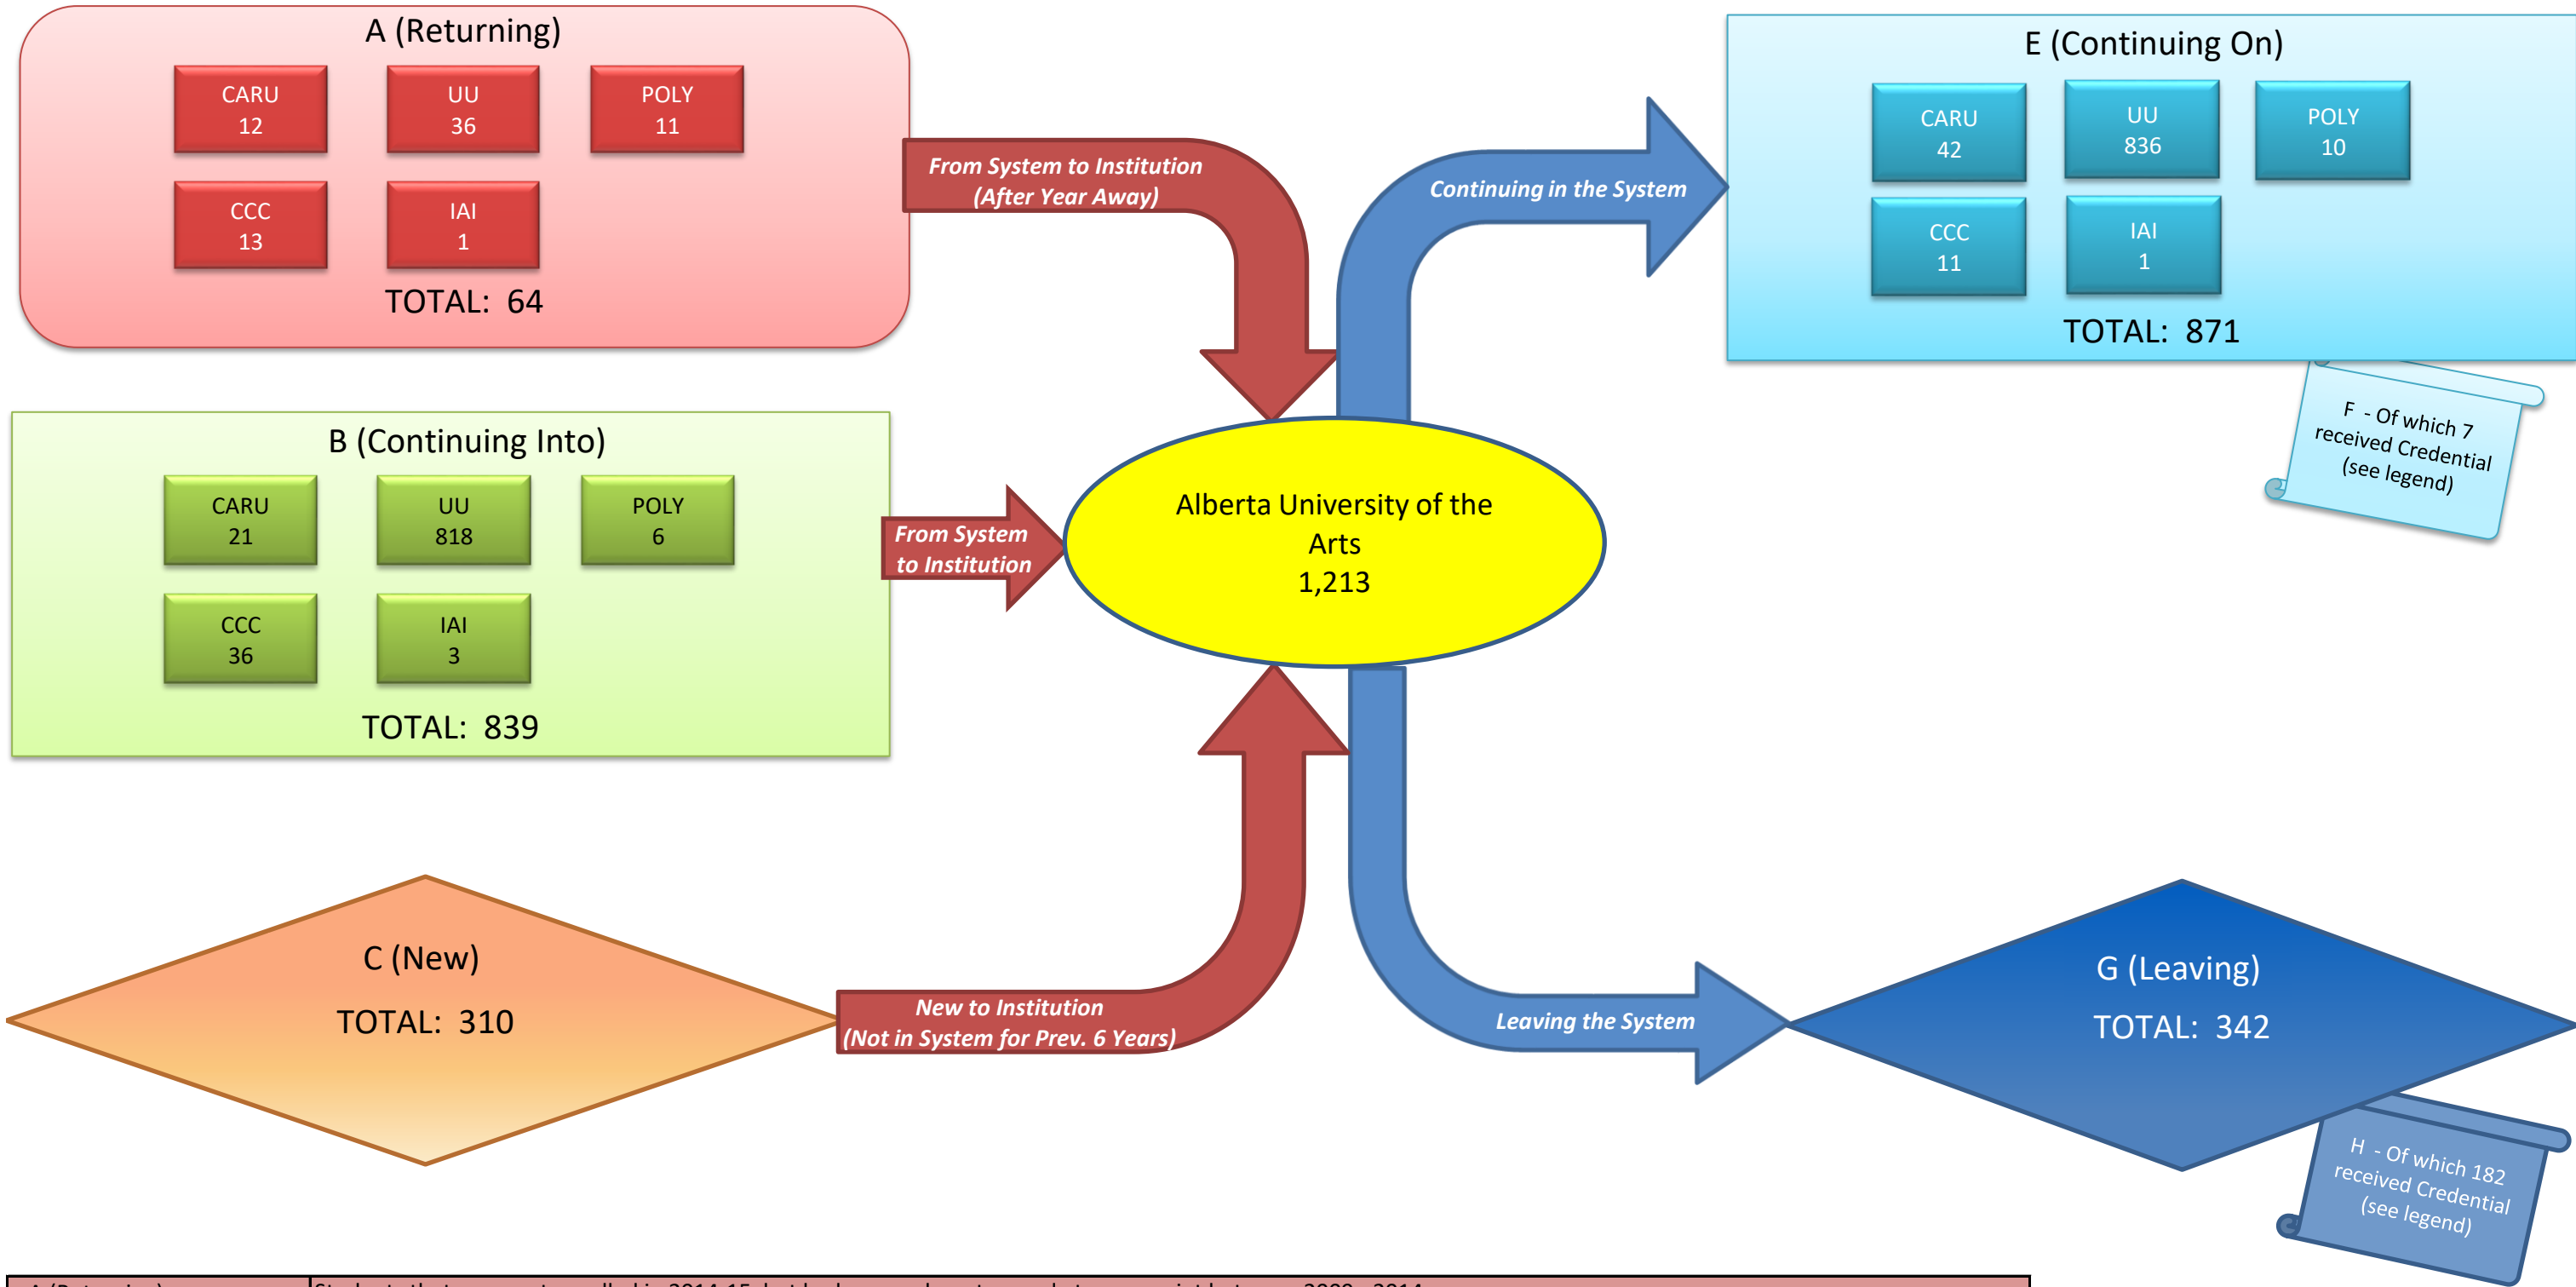 A (Returning)
CARU
12
UU
36
POLY
11
CCC
13
IAI
1
TOTAL: 64
From System to Institution
(After Year Away)
Continuing in the System
E (Continuing On)
CARU
42
UU
836
POLY
10
CCC
11
IAI
1
TOTAL: 871
F - Of which 7
received Credential
(see legend)
B (Continuing Into)
CARU
21
UU
818
POLY
6
CCC
36
IAI
3
TOTAL: 839
From System
to Institution
Alberta University of the
Arts
1,213
C (New)
TOTAL: 310
New to Institution
(Not in System for Prev. 6 Years)
Leaving the System
G (Leaving)
TOTAL: 342
H - Of which 182
received Credential
(see legend)